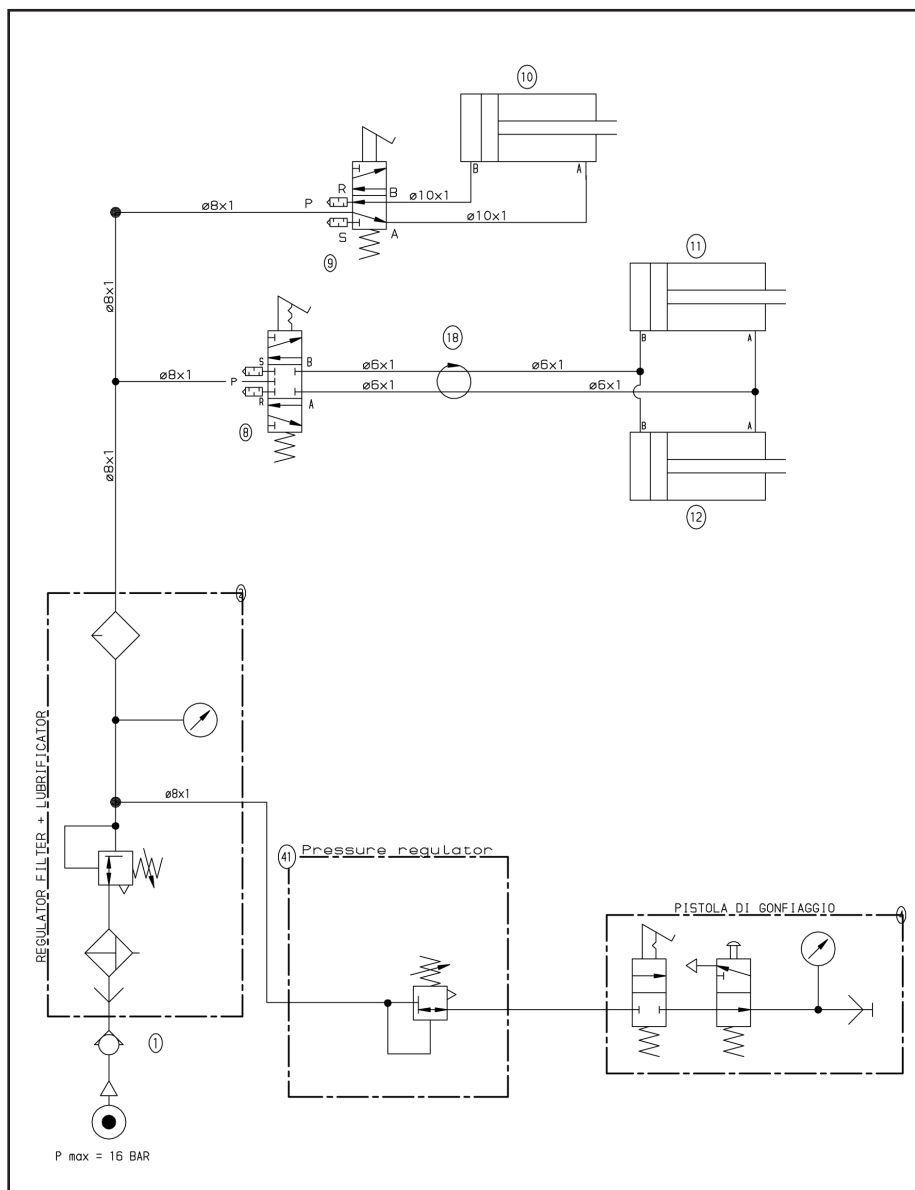 10
R
B
P
S
A
ø8x1
ø10x1
ø10x1
B
A
9
ø8x1
11
B
A
18
S
B
P
R
A
ø8x1
ø6x1
ø6x1
ø6x1
ø6x1
8
B
A
12
ø8x1
2
REGULATOR FILTER + LUBRIFICATOR
ø8x1
41
Pressure regulator
PISTOLA DI GONFIAGGIO
1
P max = 16 BAR